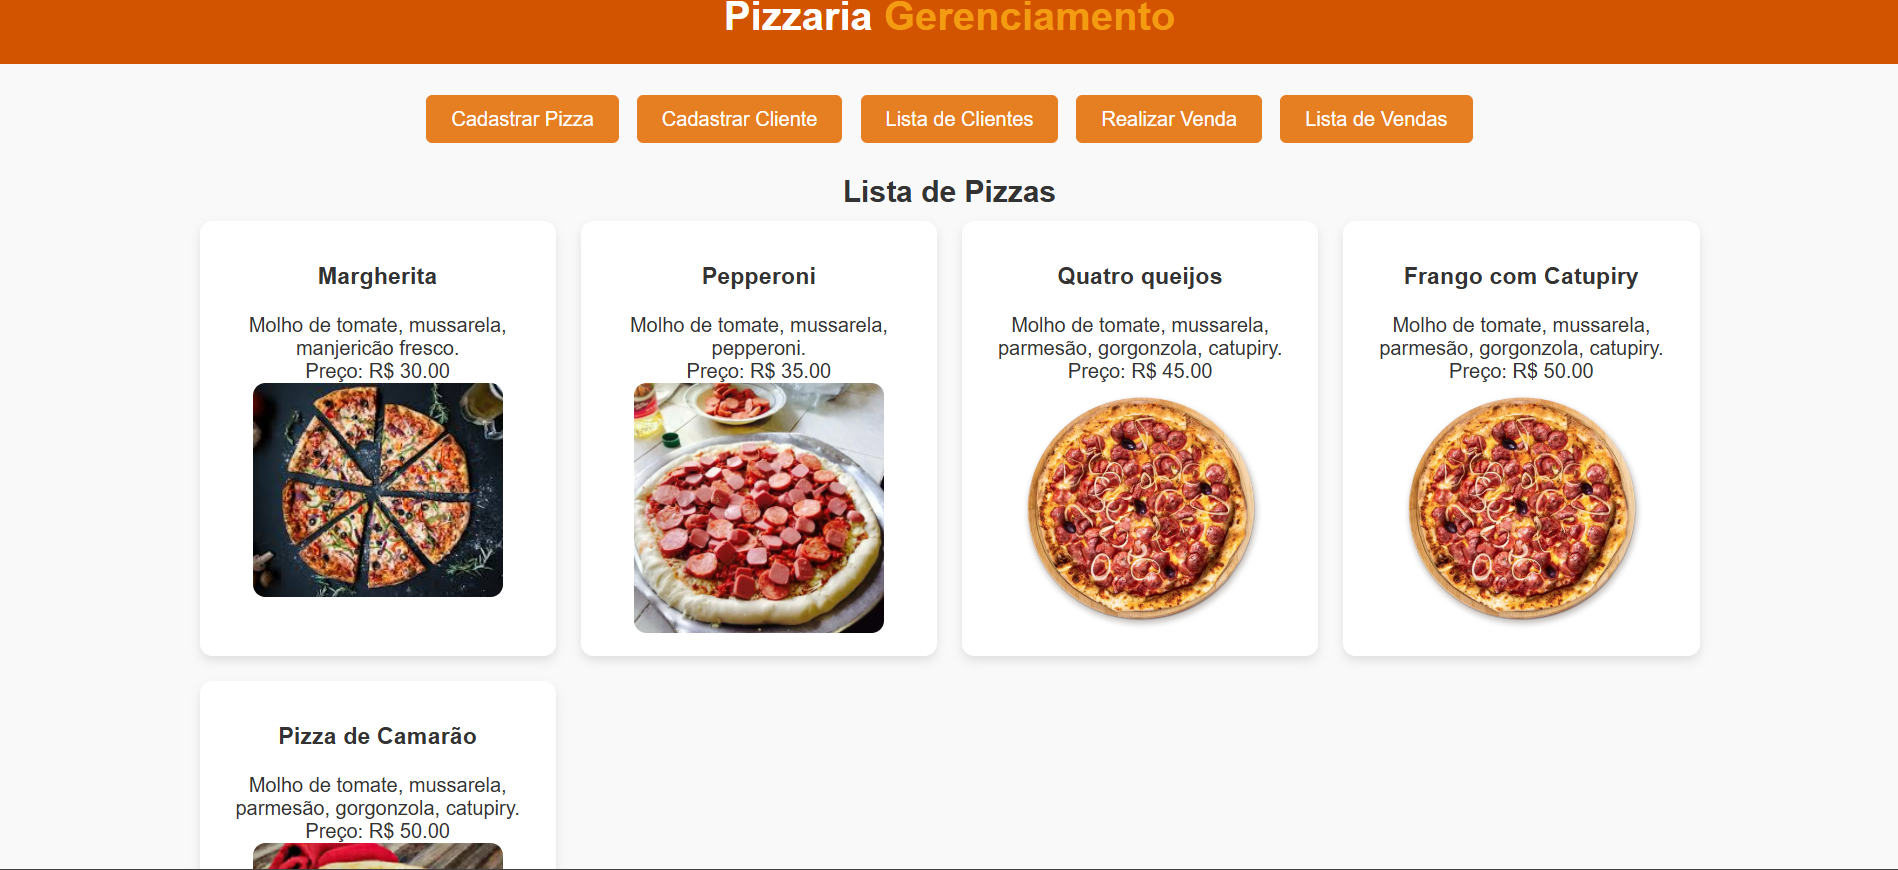 Pizzaria Gerenciamento
Cadastrar Pizza
Cadastrar Cliente
Lista de Clientes
Realizar Venda
Lista de Vendas
Lista de Pizzas
Margherita
Molho de tomate, mussarela,
manjericão fresco.
Preço: R$ 30.00
Pepperoni
Molho de tomate, mussarela,
pepperoni.
Preço: R$ 35.00
Quatro queijos
Molho de tomate, mussarela,
parmesão, gorgonzola, catupiry.
Preço: R$ 45.00
Frango com Catupiry
Molho de tomate, mussarela,
parmesão, gorgonzola, catupiry.
Preço: R$ 50.00
Pizza de Camarão
Molho de tomate, mussarela,
parmesão, gorgonzola, catupiry.
Preço: R$ 50.00